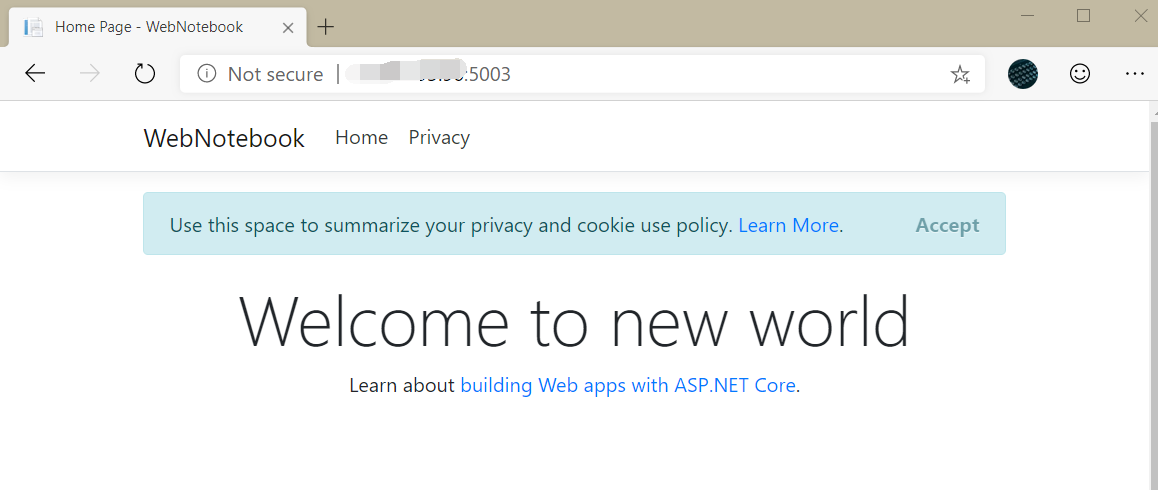 Home Page - WebNotebook
Not secure | :5003
WebNotebook Home Privacy
Use this space to summarize your privacy and cookie use policy. Learn More. Accept
Welcome to new world
Learn about building Web apps with ASP.NET Core.